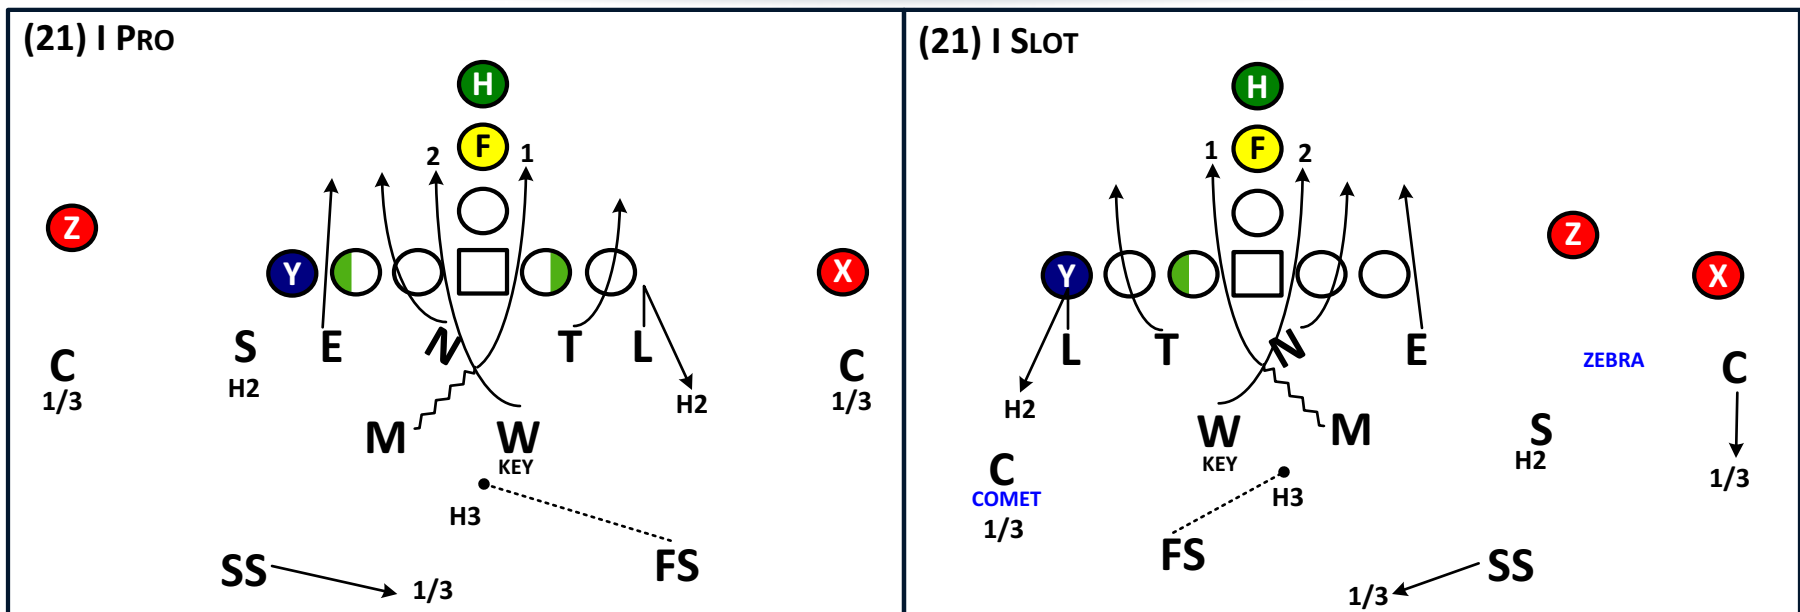 (21) I PRO
H
F
2
1
Z
Y
X
S
E
N
T
L
C
C
H2
1/3
H2
1/3
M
W
KEY
H3
SS
FS
1/3
(21) I SLOT
H
F
1
2
Z
Y
X
L
T
N
E
ZEBRA
C
H2
W
M
S
KEY
H2
C
COMET
H3
1/3
1/3
FS
SS
1/3